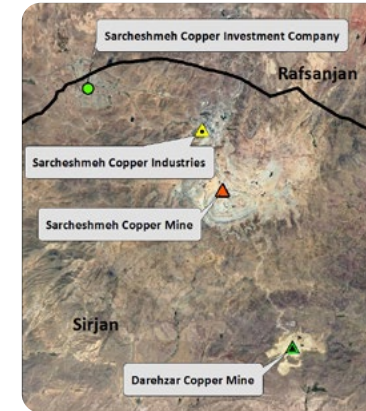 Sarcheshmeh Copper Investment Company
Rafsanjan
Sarcheshmeh Copper Industries
Sarcheshmeh Copper Mine
Sirjan
Darehzar Copper Mine